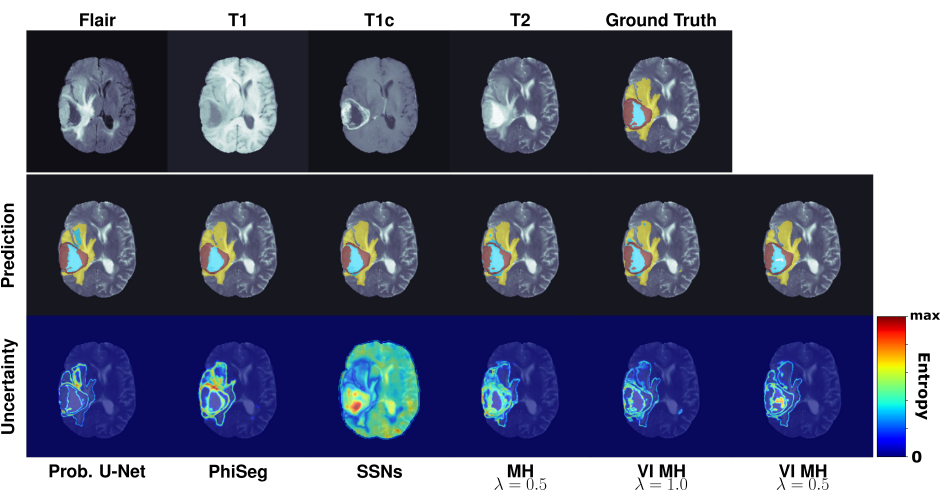 Flair T1 T1c T2 Ground Truth
Prediction
Uncertainty
max
Entropy
0
Prob. U-Net PhiSeg SSNs MH VI MH VI MH
λ = 0.5 λ = 1.0 λ = 0.5